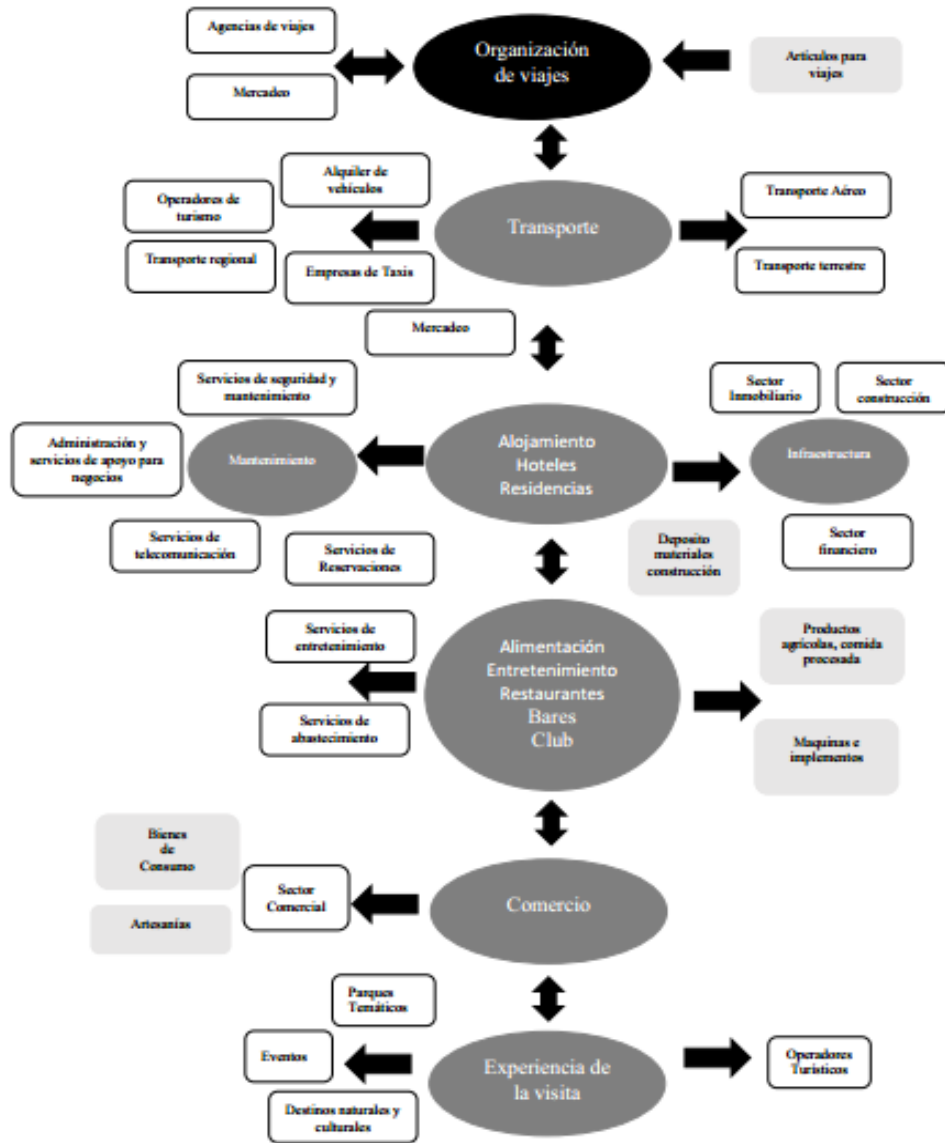 Agencias de viajes
Mercadeo
Organización
de viajes
Artículos para
viajes
Alquiler de
vehículos
Operadores de
turismo
Transporte regional
Empresas de Taxis
Mercadeo
Transporte
Transporte Aéreo
Transporte terrestre
Servicios de seguridad y
mantenimiento
Administración y
servicios de apoyo para
negocios
Mantenimiento
Servicios de
telecomunicación
Servicios de
Reservaciones
Alojamiento
Hoteles
Residencias
Sector
Inmobiliario
Sector
construcción
Infraestructura
Sector
financiero
Deposito
materiales
construcción
Servicios de
entretenimiento
Servicios de
abastecimiento
Alimentación
Entretenimiento
Restaurantes
Bares
Club
Productos
agrícolas, comida
procesada
Maquinas e
implementos
Bienes
de
Consumo
Artesanías
Sector
Comercial
Comercio
Parques
Temáticos
Eventos
Destinos naturales y
culturales
Experiencia de
la visita
Operadores
Turísticos